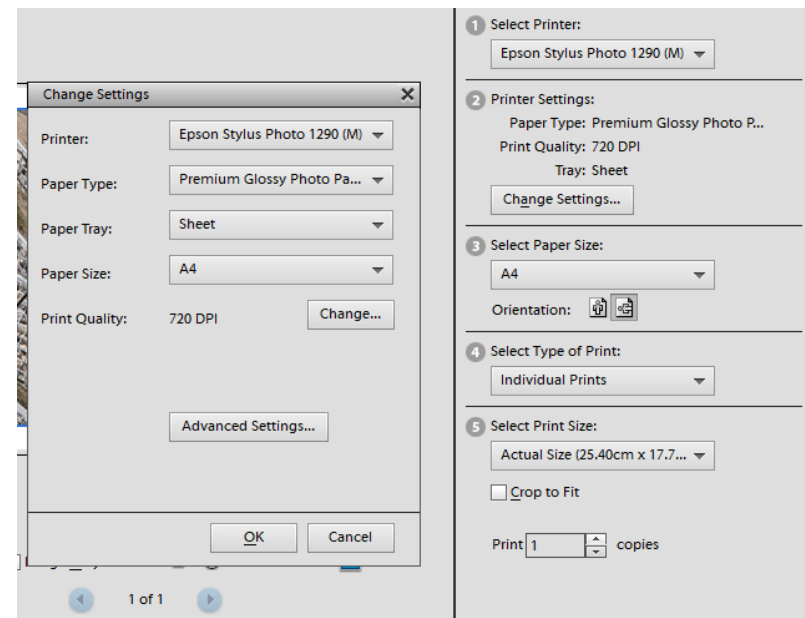 Change Settings
Printer: Epson Stylus Photo 1290 (M)
Paper Type: Premium Glossy Photo Pa...
Paper Tray: Sheet
Paper Size: A4
Print Quality: 720 DPI Change...
Advanced Settings...
OK Cancel
1 of 1
1 Select Printer:
Epson Stylus Photo 1290 (M)
2 Printer Settings:
Paper Type: Premium Glossy Photo P...
Print Quality: 720 DPI
Tray: Sheet
Change Settings...
3 Select Paper Size:
A4
Orientation:
4 Select Type of Print:
Individual Prints
5 Select Print Size:
Actual Size (25.40cm x 17.7...
Crop to Fit
Print 1 copies